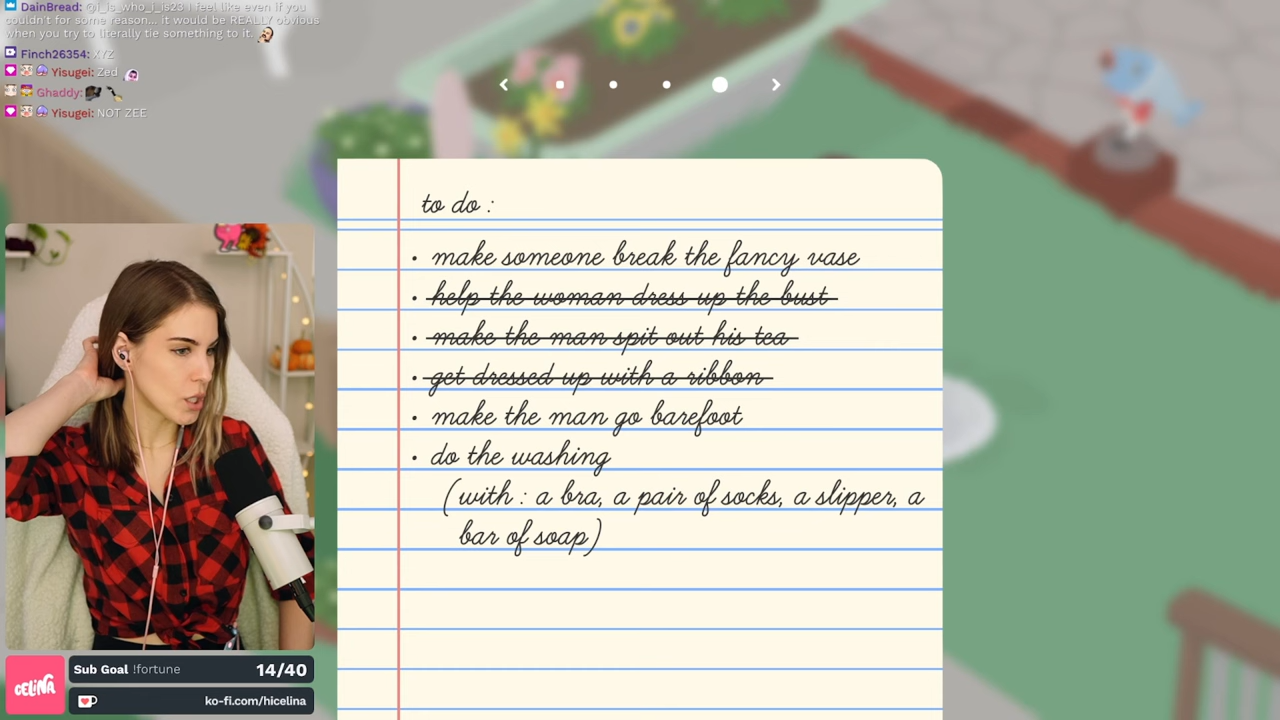 DainBread: @i_is_who_i_is23 I feel like even if you
couldn't for some reason... it would be REALLY obvious
when you try to literally tie something to it.
Finch26354: XYZ
Yisugei: Zed
Ghaddy:
Yisugei: NOT ZEE
to do :
• make someone break the fancy vase
• help the woman dress up the bust
• make the man spit out his tea
• get dressed up with a ribbon
• make the man go barefoot
• do the washing
(with : a bra, a pair of socks, a slipper, a
bar of soap)
CELINA
Sub Goal !fortune 14/40
ko-fi.com/hicelina